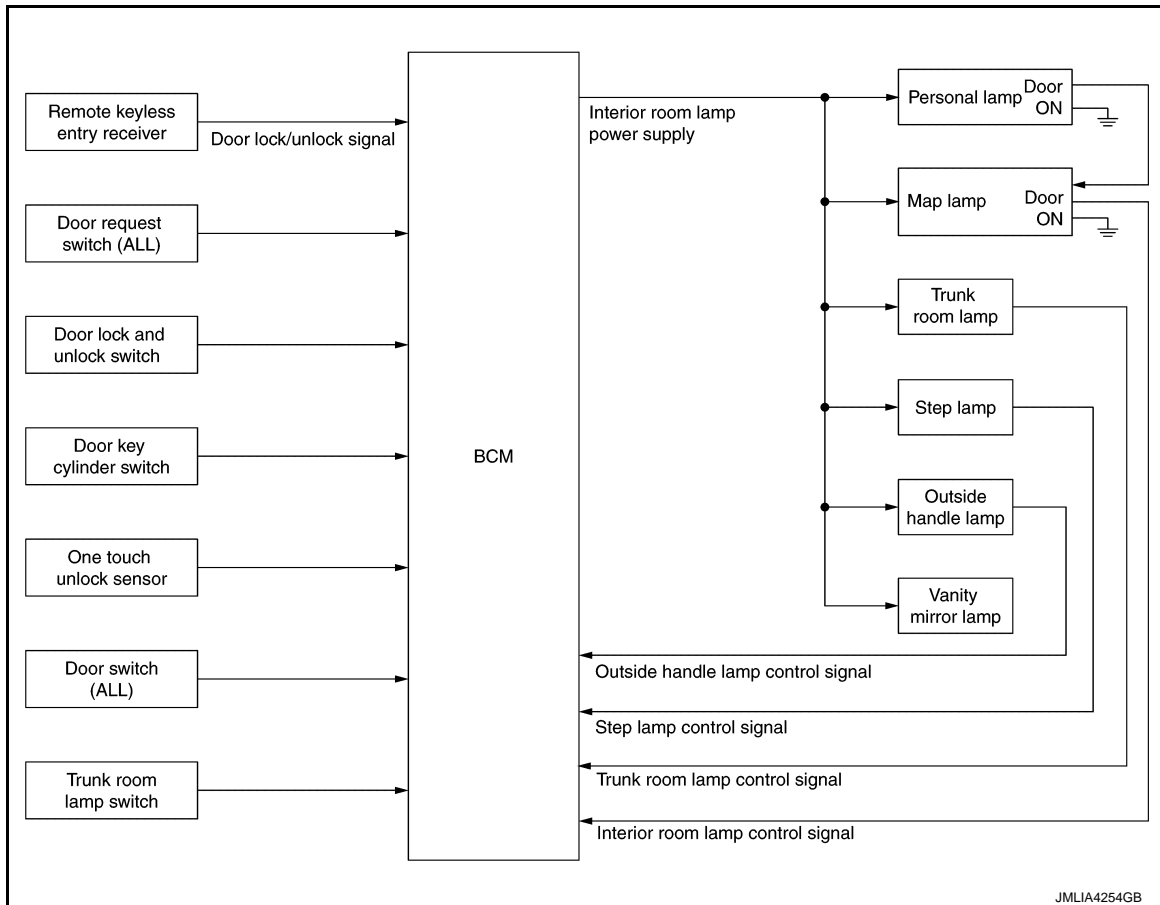 Remote keyless
entry receiver
Door lock/unlock signal
Door request
switch (ALL)
Door lock and
unlock switch
Door key
cylinder switch
One touch
unlock sensor
Door switch
(ALL)
Trunk room
lamp switch
BCM
Interior room lamp
power supply
Personal lamp
Door
ON
Map lamp
Door
ON
Trunk
room lamp
Step lamp
Outside
handle lamp
Vanity
mirror lamp
Outside handle lamp control signal
Step lamp control signal
Trunk room lamp control signal
Interior room lamp control signal
JMLIA4254GB